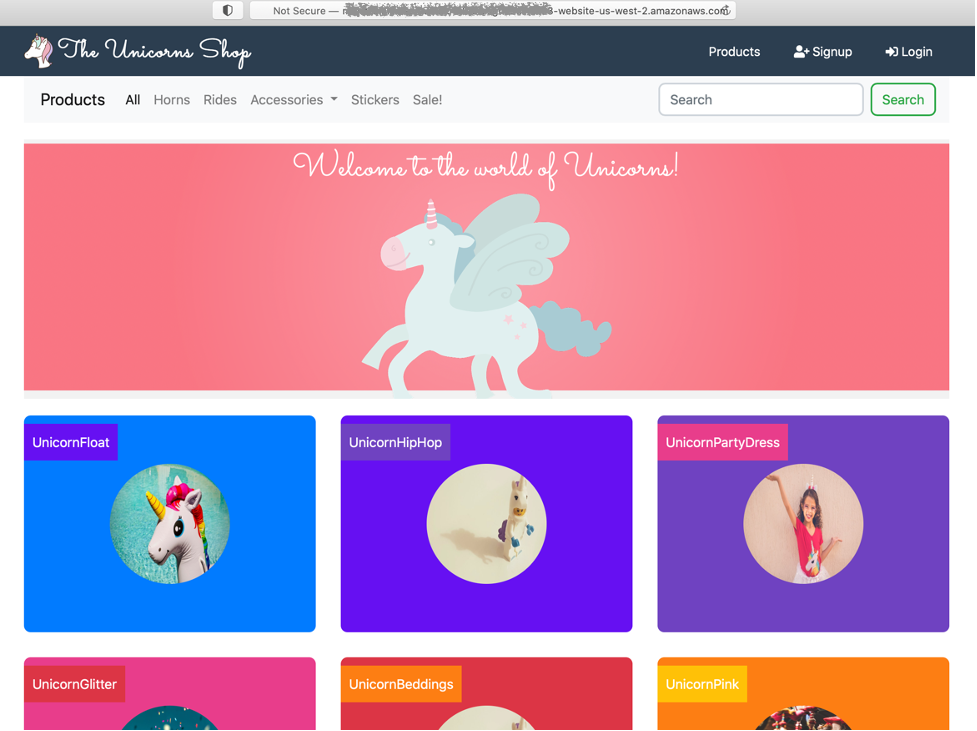 Not Secure — -website-us-west-2.amazonaws.com
The Unicorns Shop
Products Signup Login
Products All Horns Rides Accessories Stickers Sale!
Search Search
Welcome to the world of Unicorns!
UnicornFloat UnicornHipHop UnicornPartyDress
UnicornGlitter UnicornBeddings UnicornPink